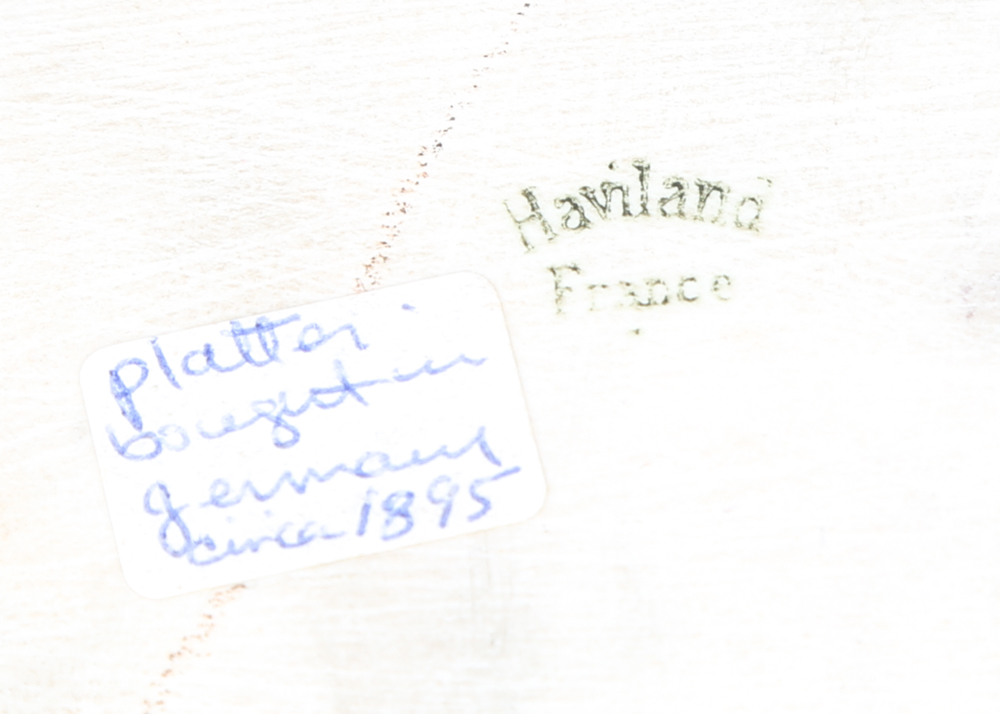 Haviland
France
platter
bought in
germany
circa 1895